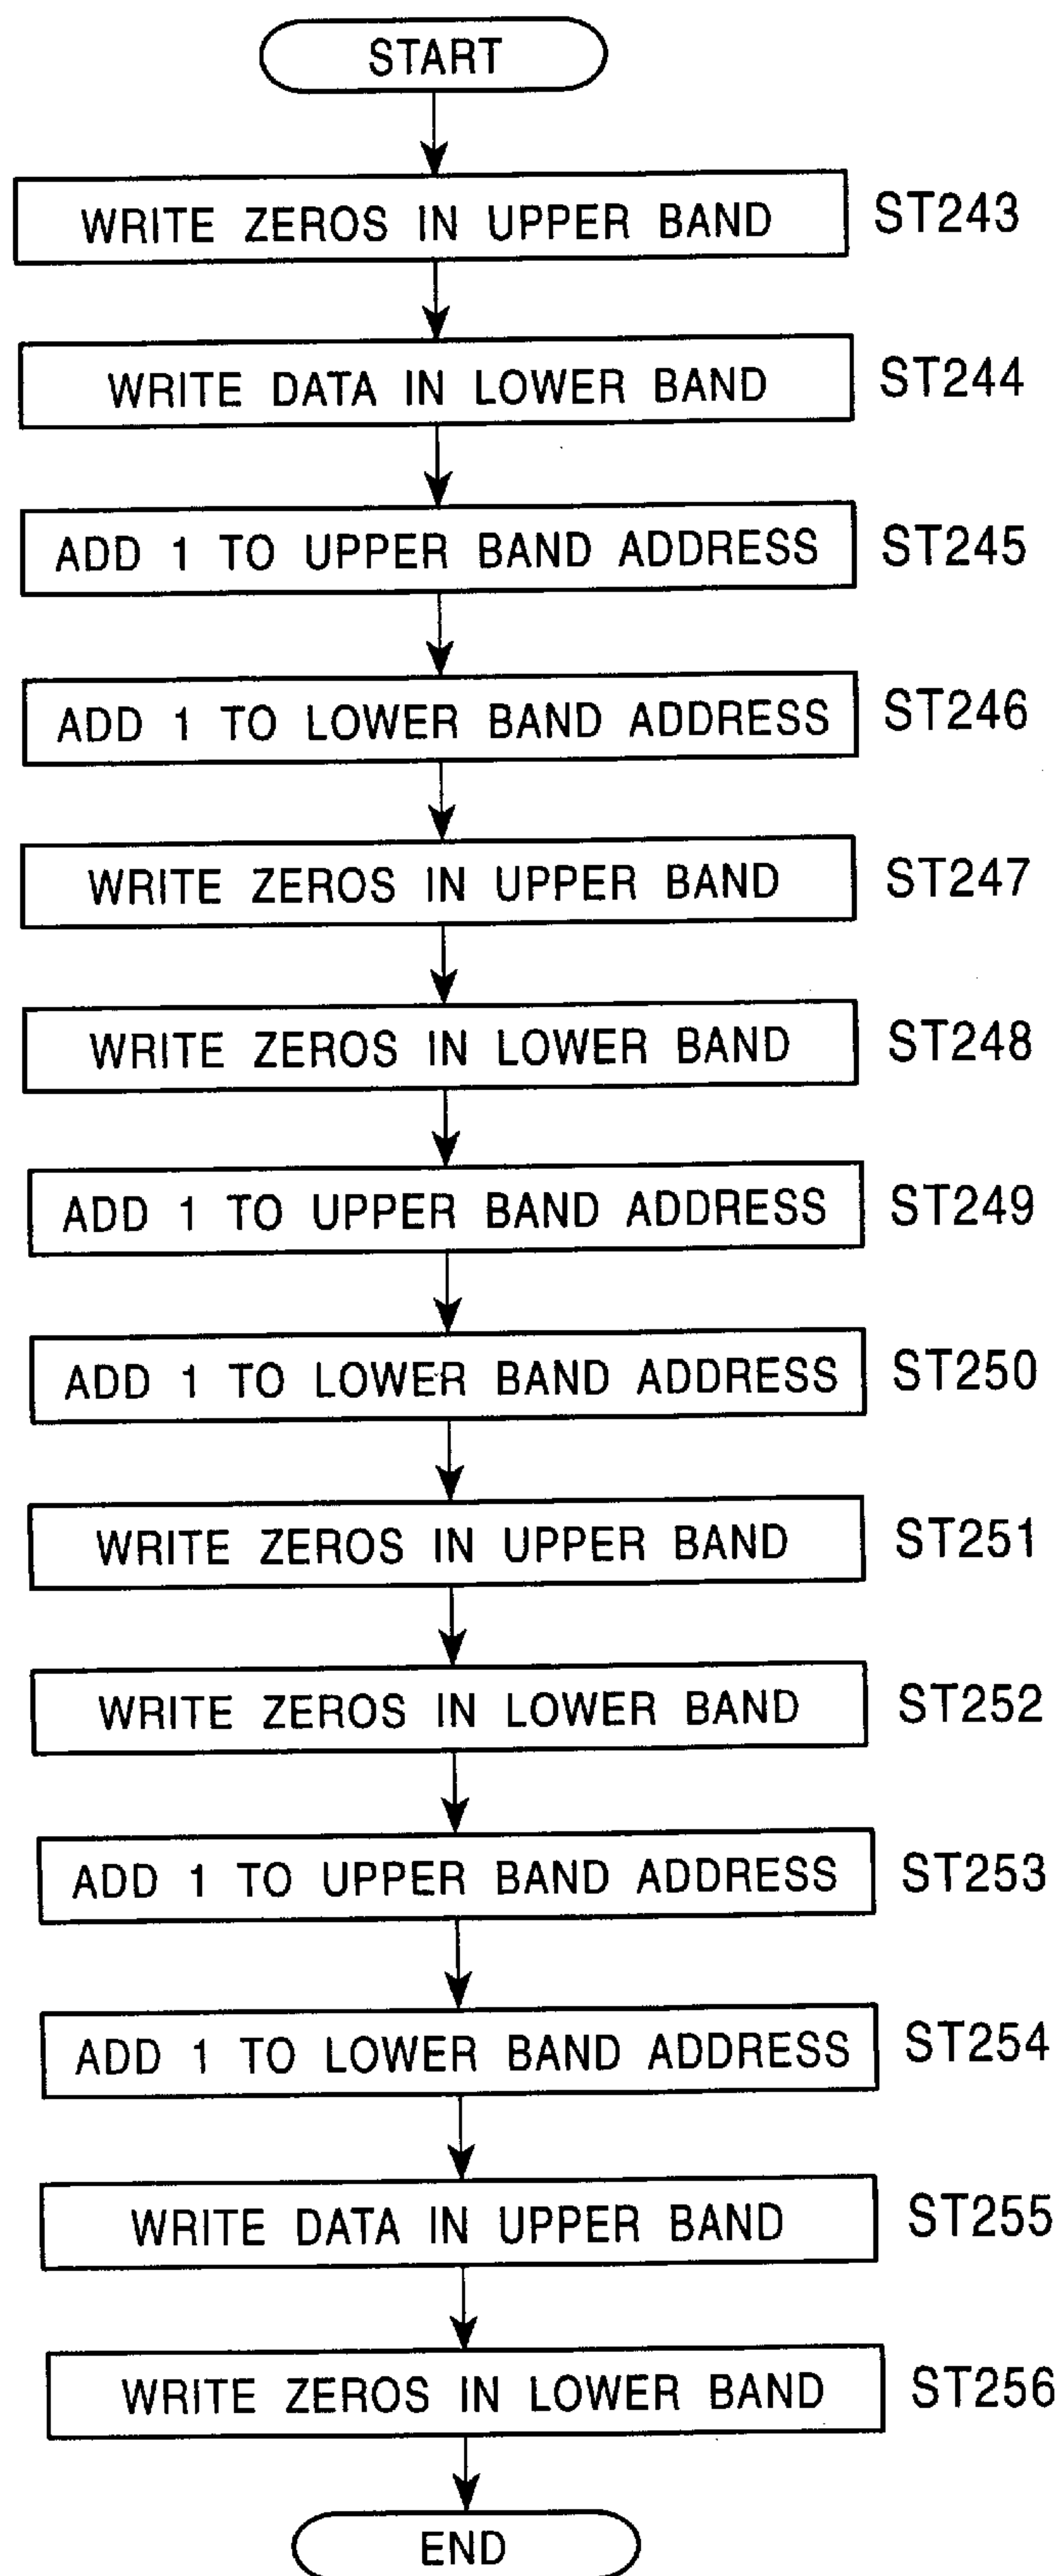 START
WRITE ZEROS IN UPPER BAND ST243
WRITE DATA IN LOWER BAND ST244
ADD 1 TO UPPER BAND ADDRESS ST245
ADD 1 TO LOWER BAND ADDRESS ST246
WRITE ZEROS IN UPPER BAND ST247
WRITE ZEROS IN LOWER BAND ST248
ADD 1 TO UPPER BAND ADDRESS ST249
ADD 1 TO LOWER BAND ADDRESS ST250
WRITE ZEROS IN UPPER BAND ST251
WRITE ZEROS IN LOWER BAND ST252
ADD 1 TO UPPER BAND ADDRESS ST253
ADD 1 TO LOWER BAND ADDRESS ST254
WRITE DATA IN UPPER BAND ST255
WRITE ZEROS IN LOWER BAND ST256
END